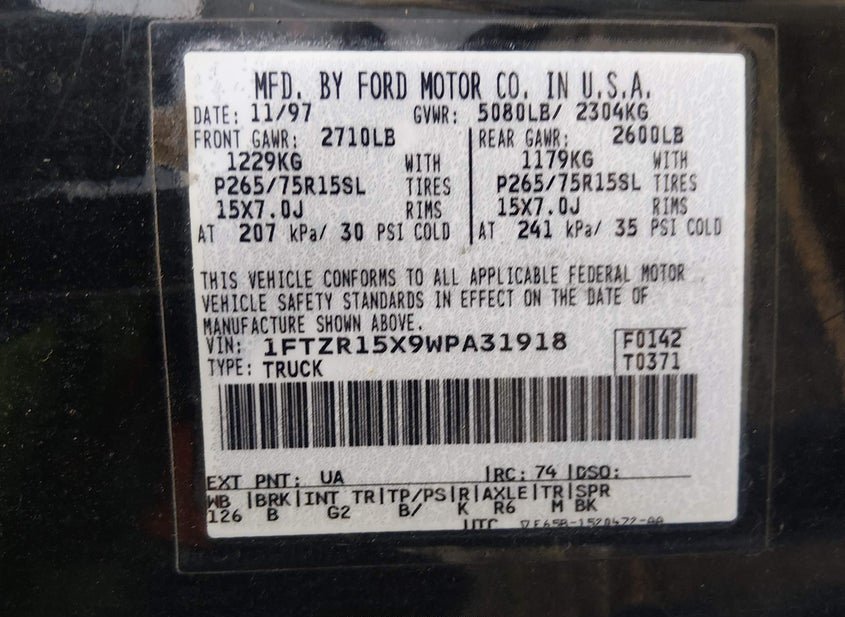 MFD. BY FORD MOTOR CO. IN U.S.A.
DATE: 11/97 GVWR: 5080LB/ 2304KG
FRONT GAWR: 2710LB REAR GAWR: 2600LB
1229KG WITH 1179KG WITH
P265/75R15SL TIRES P265/75R15SL TIRES
15X7.0J RIMS 15X7.0J RIMS
AT 207 kPa/ 30 PSI COLD AT 241 kPa/ 35 PSI COLD
THIS VEHICLE CONFORMS TO ALL APPLICABLE FEDERAL MOTOR
VEHICLE SAFETY STANDARDS IN EFFECT ON THE DATE OF
MANUFACTURE SHOWN ABOVE.
VIN: 1FTZR15X9WPA31918 F0142
TYPE: TRUCK T0371
EXT PNT: UA RC: 74 DSO:
WB BRK INT TR TP/PS R AXLE TR SPR
126 B G2 B/ K R6 M BK
UTC